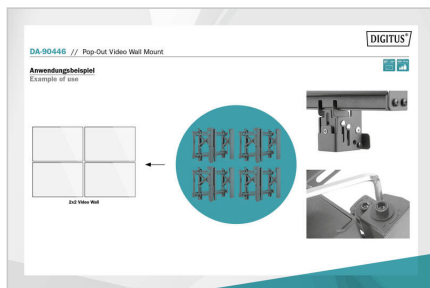 DIGITUS®
DA-90446 // Pop-Out Video Wall Mount
Anwendungsbeispiel
Example of use
2x2 Video Wall